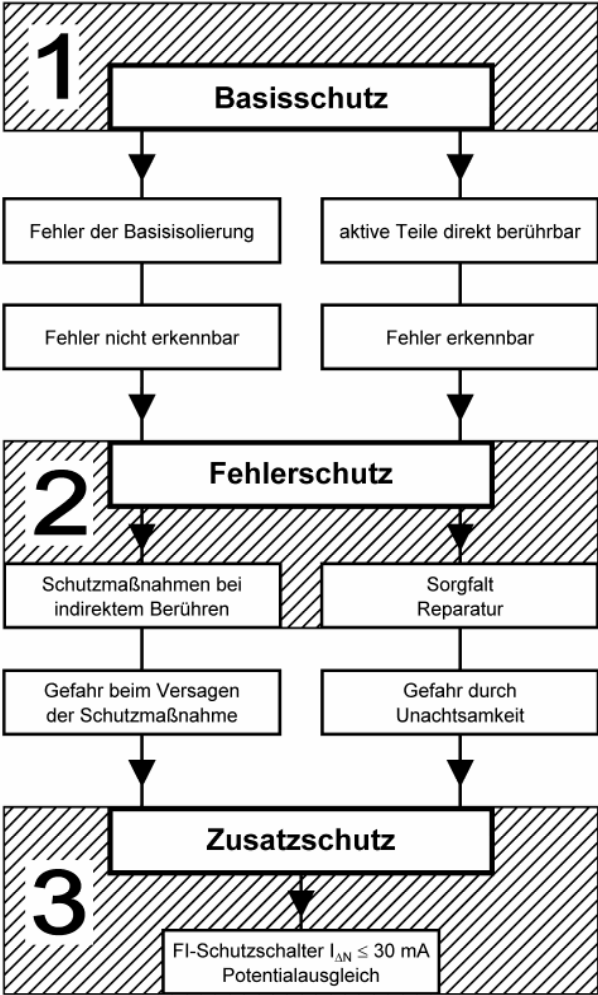 1
Basisschutz
Fehler der Basisisolierung
aktive Teile direkt berührbar
Fehler nicht erkennbar
Fehler erkennbar
2
Fehlerschutz
Schutzmaßnahmen bei
indirektem Berühren
Sorgfalt
Reparatur
Gefahr beim Versagen
der Schutzmaßnahme
Gefahr durch
Unachtsamkeit
3
Zusatzschutz
FI-Schutzschalter I∆N ≤ 30 mA
Potentialausgleich